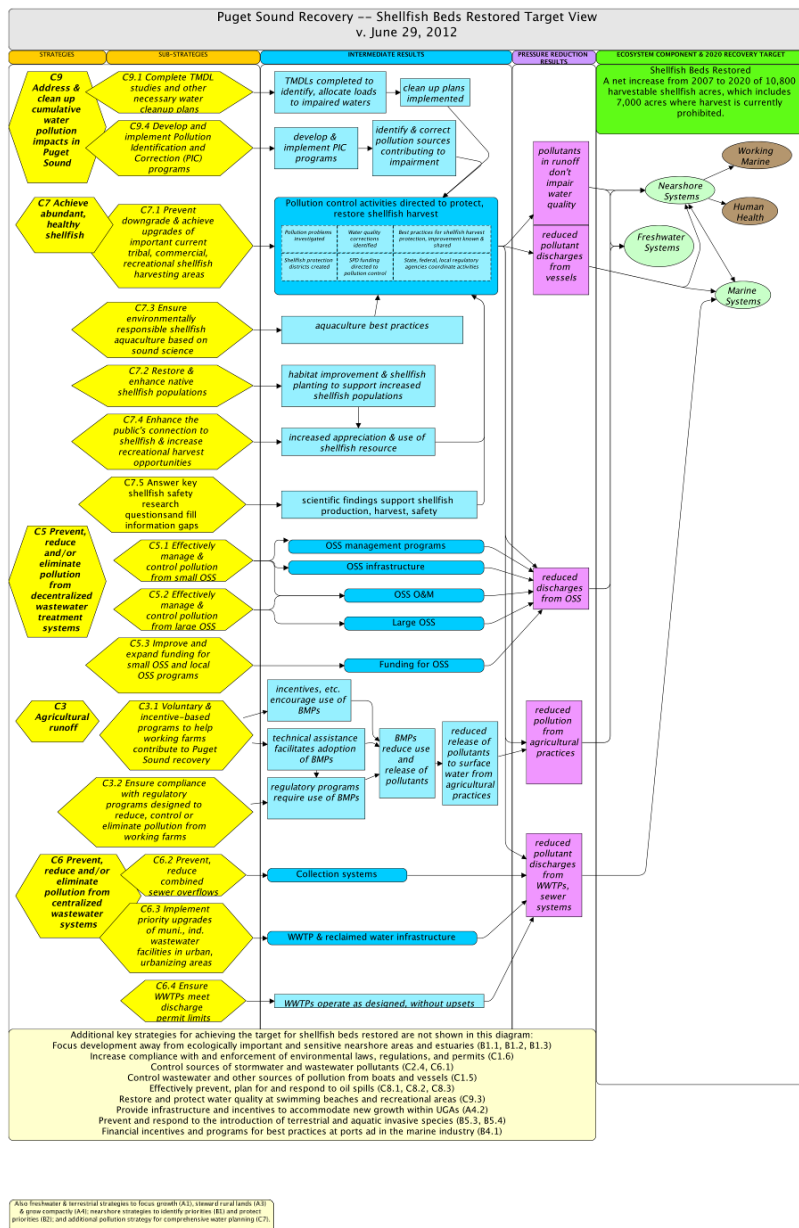 Puget Sound Recovery -- Shellfish Beds Restored Target View
v. June 29, 2012
STRATEGIES
SUB-STRATEGIES
INTERMEDIATE RESULTS
PRESSURE REDUCTION
RESULTS
ECOSYSTEM COMPONENT & 2020 RECOVERY TARGET
Shellfish Beds Restored
A net increase from 2007 to 2020 of 10,800
harvestable shellfish acres, which includes
7,000 acres where harvest is currently
prohibited.
C9
Address &
clean up
cumulative
water
pollution
impacts in
Puget
Sound
C9.1 Complete TMDL
studies and other
necessary water
cleanup plans
TMDLs completed to
identify, allocate loads
to impaired waters
clean up plans
implemented
C9.4 Develop and
implement Pollution
Identification and
Correction (PIC)
programs
develop &
implement PIC
programs
identify & correct
pollution sources
contributing to
impairment
pollutants
in runoff
don't
impair
water
quality
Working
Marine
Nearshore
Systems
Human
Health
C7 Achieve
abundant,
healthy
shellfish
C7.1 Prevent
downgrade & achieve
upgrades of
important current
tribal, commercial,
recreational shellfish
harvesting areas
Pollution control activities directed to protect,
restore shellfish harvest
Pollution problems
investigated
Water quality
corrections
identified
Best practices for shellfish harvest
protection, improvement known &
shared
Shellfish protection
districts created
SPD funding
directed to
pollution control
State, federal, local regulatory
agencies coordinate activities
reduced
pollutant
discharges
from
vessels
Freshwater
Systems
Marine
Systems
C7.3 Ensure
environmentally
responsible shellfish
aquaculture based on
sound science
aquaculture best practices
C7.2 Restore &
enhance native
shellfish populations
habitat improvement & shellfish
planting to support increased
shellfish populations
C7.4 Enhance the
public's connection to
shellfish & increase
recreational harvest
opportunities
increased appreciation & use of
shellfish resource
C7.5 Answer key
shellfish safety
research
questionsand fill
information gaps
scientific findings support shellfish
production, harvest, safety
C5 Prevent,
reduce
and/or
eliminate
pollution
from
decentralized
wastewater
treatment
systems
C5.1 Effectively
manage &
control pollution
from small OSS
OSS management programs
OSS infrastructure
C5.2 Effectively
manage &
control pollution
from large OSS
OSS O&M
Large OSS
reduced
discharges
from OSS
C5.3 Improve and
expand funding for
small OSS and local
OSS programs
Funding for OSS
C3
Agricultural
runoff
C3.1 Voluntary &
incentive-based
programs to help
working farms
contribute to Puget
Sound recovery
incentives, etc.
encourage use of
BMPs
technical assistance
facilitates adoption
of BMPs
regulatory programs
require use of BMPs
BMPs
reduce use
and
release of
pollutants
reduced
release of
pollutants
to surface
water from
agricultural
practices
reduced
pollution
from
agricultural
practices
C3.2 Ensure compliance
with regulatory
programs designed to
reduce, control or
eliminate pollution from
working farms
C6 Prevent,
reduce and/or
eliminate
pollution from
centralized
wastewater
systems
C6.2 Prevent,
reduce
combined
sewer overflows
Collection systems
reduced
pollutant
discharges
from
WWTPs,
sewer
systems
C6.3 Implement
priority upgrades
of muni., ind.
wastewater
facilities in urban,
urbanizing areas
WWTP & reclaimed water infrastructure
C6.4 Ensure
WWTPs meet
discharge
permit limits
WWTPs operate as designed, without upsets
Additional key strategies for achieving the target for shellfish beds restored are not shown in this diagram:
Focus development away from ecologically important and sensitive nearshore areas and estuaries (B1.1, B1.2, B1.3)
Increase compliance with and enforcement of environmental laws, regulations, and permits (C1.6)
Control sources of stormwater and wastewater pollutants (C2.4, C6.1)
Control wastewater and other sources of pollution from boats and vessels (C1.5)
Effectively prevent, plan for and respond to oil spills (C8.1, C8.2, C8.3)
Restore and protect water quality at swimming beaches and recreational areas (C9.3)
Provide infrastructure and incentives to accommodate new growth within UGAs (A4.2)
Prevent and respond to the introduction of terrestrial and aquatic invasive species (B5.3, B5.4)
Financial incentives and programs for best practices at ports ad in the marine industry (B4.1)
Also freshwater & terrestrial strategies to focus growth (A1), steward rural lands (A3)
& grow compactly (A4); nearshore strategies to identify priorities (B1) and protect
priorities (B2); and additional pollution strategy for comprehensive water planning (C7).